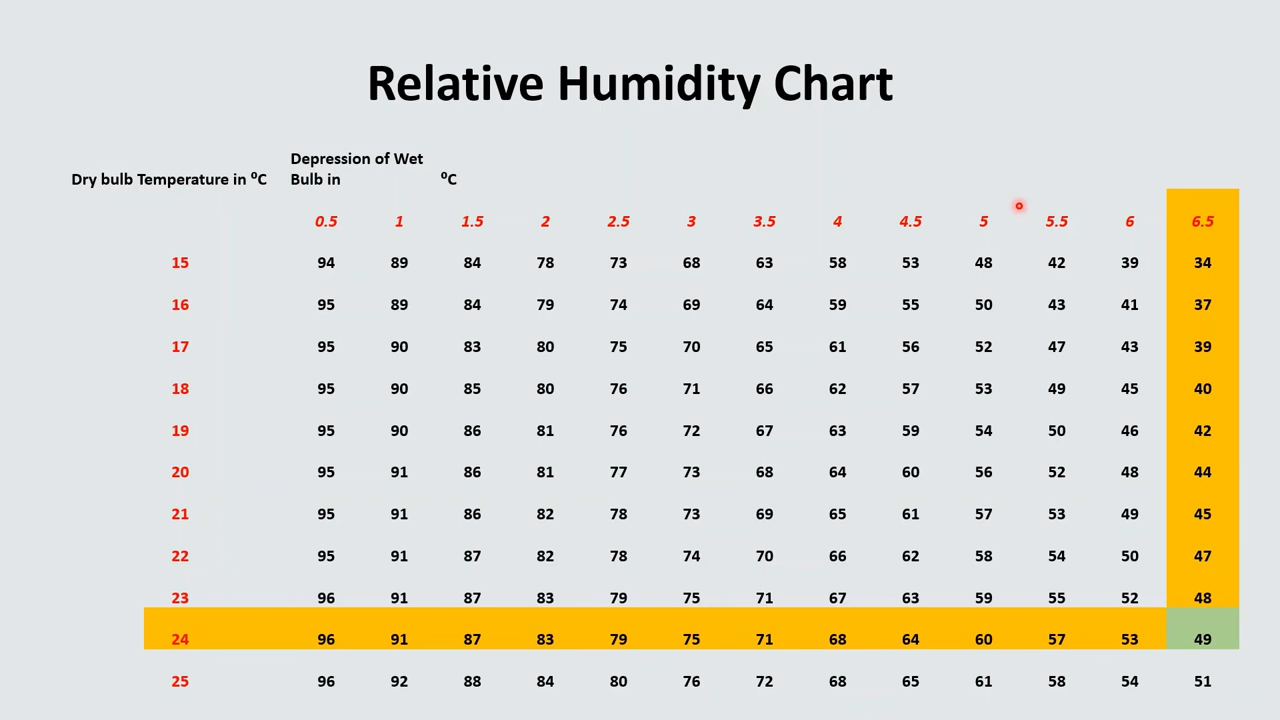 Relative Humidity Chart
Depression of Wet
Dry bulb Temperature in ⁰C Bulb in ⁰C
0.5 1 1.5 2 2.5 3 3.5 4 4.5 5 5.5 6 6.5
15 94 89 84 78 73 68 63 58 53 48 42 39 34
16 95 89 84 79 74 69 64 59 55 50 43 41 37
17 95 90 83 80 75 70 65 61 56 52 47 43 39
18 95 90 85 80 76 71 66 62 57 53 49 45 40
19 95 90 86 81 76 72 67 63 59 54 50 46 42
20 95 91 86 81 77 73 68 64 60 56 52 48 44
21 95 91 86 82 78 73 69 65 61 57 53 49 45
22 95 91 87 82 78 74 70 66 62 58 54 50 47
23 96 91 87 83 79 75 71 67 63 59 55 52 48
24 96 91 87 83 79 75 71 68 64 60 57 53 49
25 96 92 88 84 80 76 72 68 65 61 58 54 51